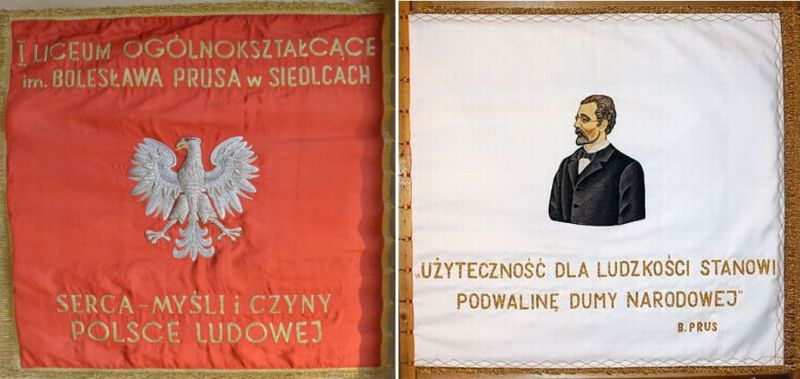 I LICEUM OGÓLNOKSZTAŁCĄCE
im. BOLESŁAWA PRUSA w SIEDLCACH
SERCA - MYŚLI i CZYNY
POLSCE LUDOWEJ
„UŻYTECZNOŚĆ DLA LUDZKOŚCI STANOWI
PODWALINĘ DUMY NARODOWEJ"
B. PRUS